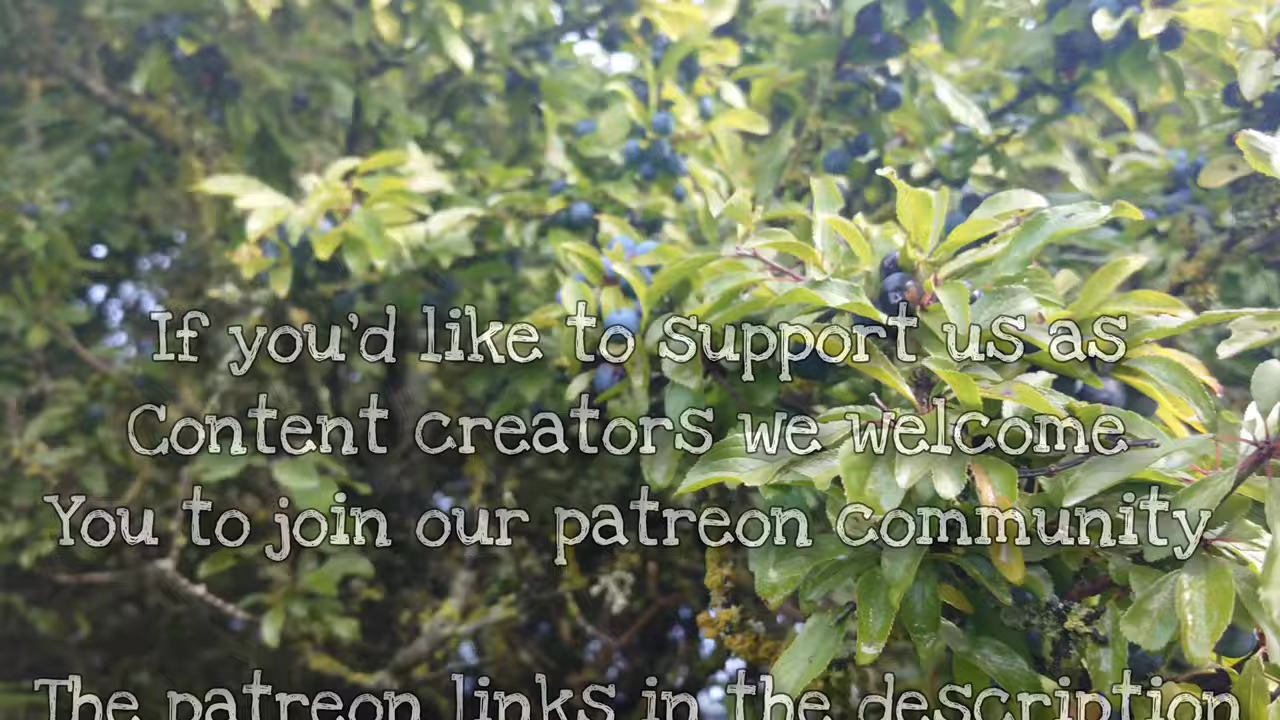 If you'd like to support us as
Content creators we welcome
You to join our patreon community
The patreon links in the description